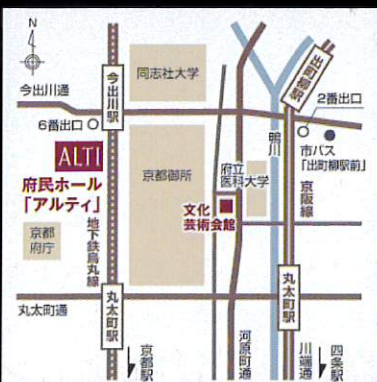 N
同志社大学
出町柳駅
今出川通
今出川駅
2番出口
6番出口
鴨川
市バス
「出町柳駅前」
ALTI
京都御所
府立
医科大学
府民ホール
「アルティ」
文化
芸術会館
京阪線
地下鉄烏丸線
京都
府庁
丸太町駅
丸太町駅
丸太町通
京都駅
河原町通
川端通
四条駅